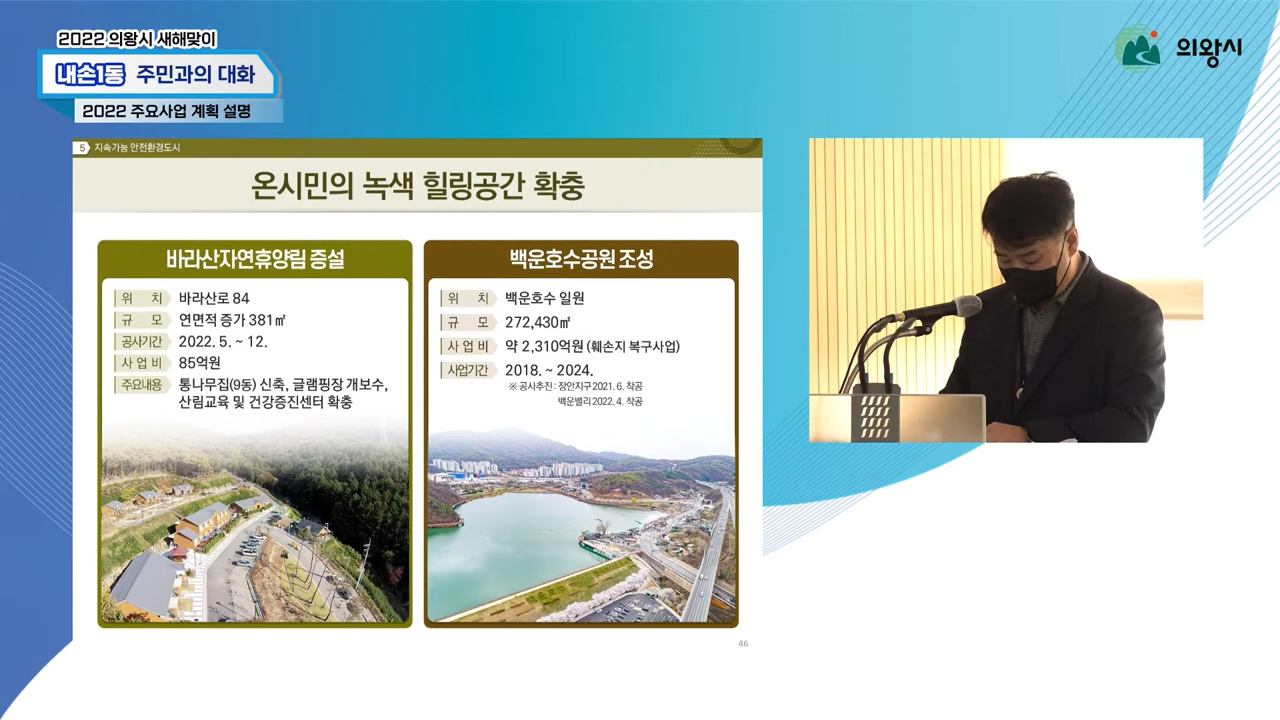 2022 의왕시 새해맞이
내손1동 주민과의 대화
2022 주요사업 계획 설명
의왕시
5 지속가능 안전환경도시
온시민의 녹색 힐링공간 확충
바라산자연휴양림 증설
위 치 바라산로 84
규 모 연면적 증가 381㎡
공사기간 2022. 5. ~ 12.
사 업 비 85억원
주요내용 통나무집(9동) 신축, 글램핑장 개보수,
산림교육 및 건강증진센터 확충
백운호수공원 조성
위 치 백운호수 일원
규 모 272,430㎡
사 업 비 약 2,310억원 (훼손지 복구사업)
사업기간 2018. ~ 2024.
※ 공사추진 : 장안지구 2021. 6. 착공
백운밸리 2022. 4. 착공
46